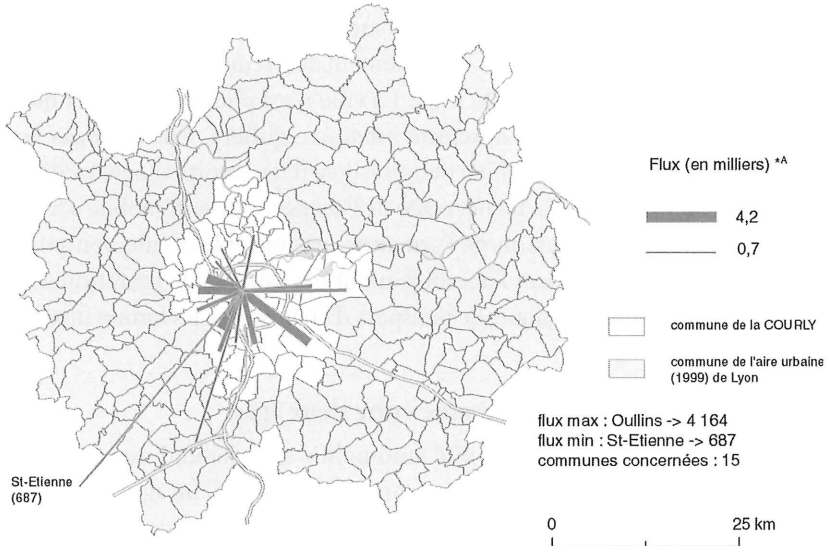 Flux (en milliers) *A
4,2
0,7
commune de la COURLY
commune de l'aire urbaine
(1999) de Lyon
flux max : Oullins -> 4 164
flux min : St-Etienne -> 687
communes concernées : 15
St-Etienne
(687)
0 25 km